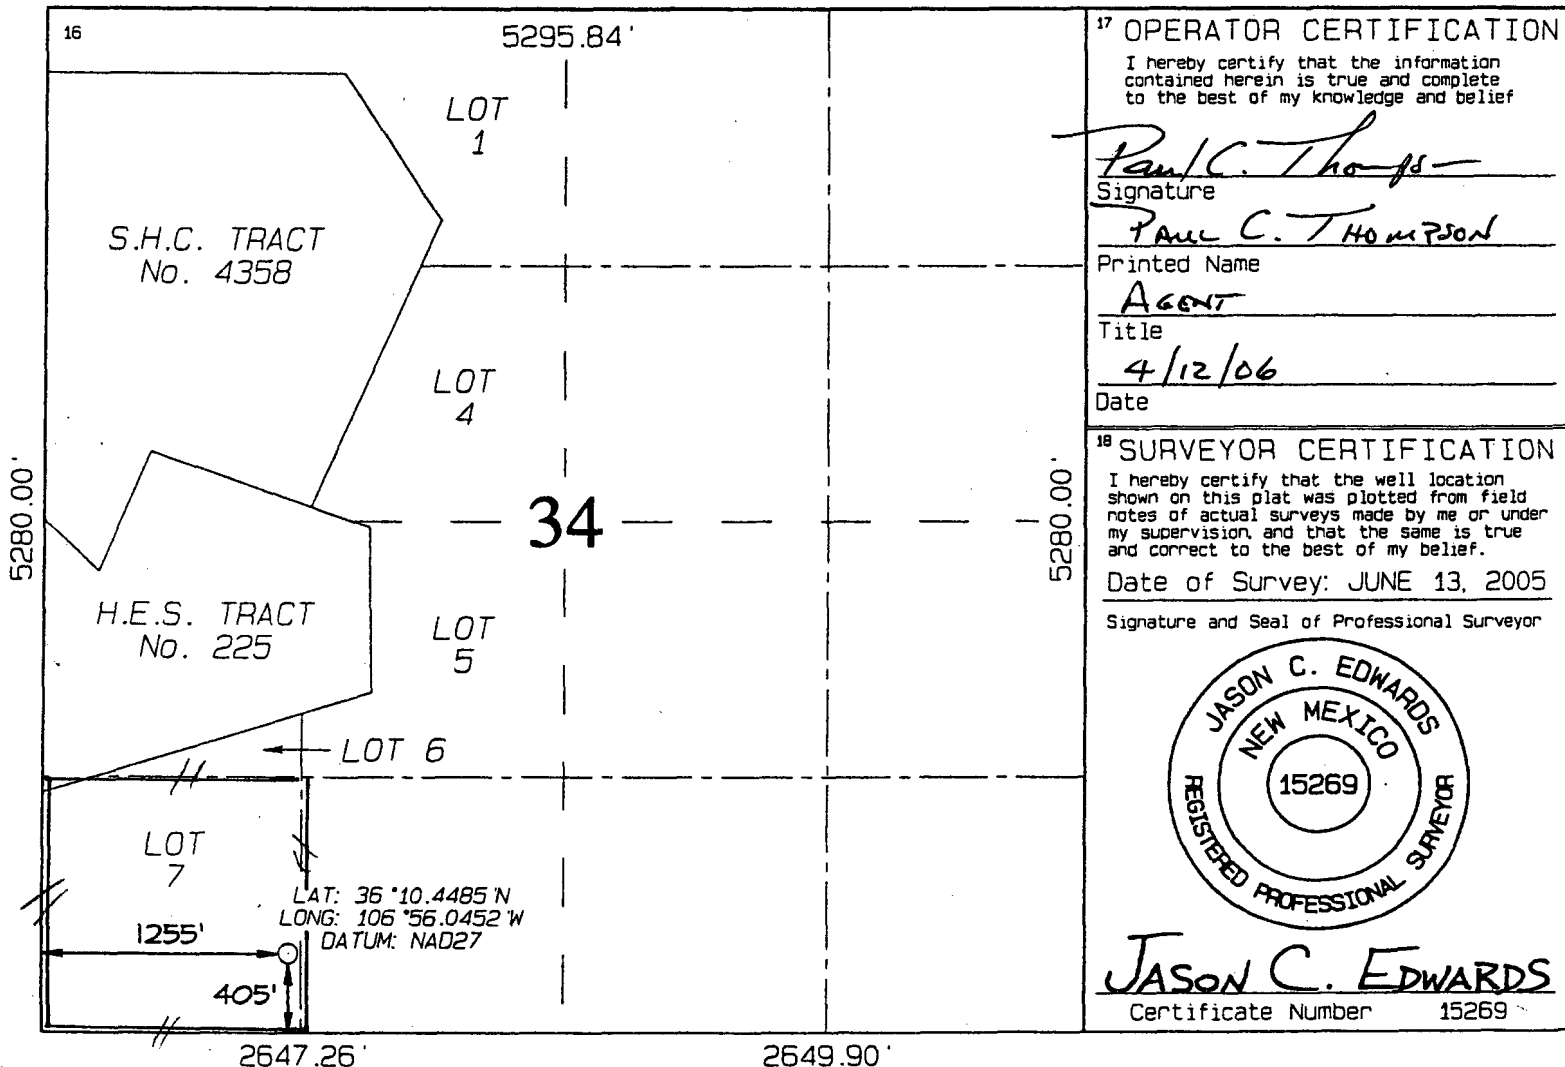 16
5295.84'
LOT
1
S.H.C. TRACT
No. 4358
LOT
4
5280.00'
34
5280.00'
H.E.S. TRACT
No. 225
LOT
5
LOT 6
LOT
7
LAT: 36°10.4485'N
LONG: 106°56.0452'W
DATUM: NAD27
1255'
405'
2647.26'
2649.90'
17 OPERATOR CERTIFICATION
I hereby certify that the information
contained herein is true and complete
to the best of my knowledge and belief
Paul C. Thompson
Signature
PAUL C. THOMPSON
Printed Name
AGENT
Title
4/12/06
Date
18 SURVEYOR CERTIFICATION
I hereby certify that the well location
shown on this plat was plotted from field
notes of actual surveys made by me or under
my supervision, and that the same is true
and correct to the best of my belief.
Date of Survey: JUNE 13, 2005
Signature and Seal of Professional Surveyor
JASON C. EDWARDS
NEW MEXICO
15269
REGISTERED PROFESSIONAL SURVEYOR
JASON C. EDWARDS
Certificate Number 15269